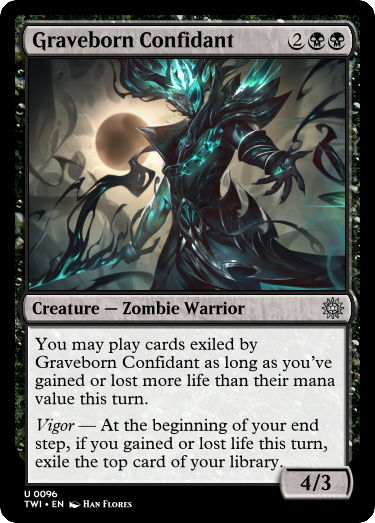 Graveborn Confidant 2
Creature — Zombie Warrior
You may play cards exiled by
Graveborn Confidant as long as you've
gained or lost more life than their mana
value this turn.
Vigor — At the beginning of your end
step, if you gained or lost life this turn,
exile the top card of your library.
4/3
U 0096
TWI • EN Han Flores